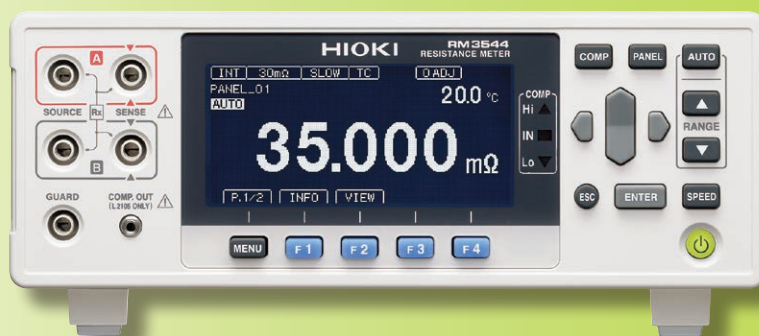 HIOKI
RM3544
RESISTANCE METER
A
SOURCE
Rx
SENSE
B
GUARD
COMP. OUT
(L2105 ONLY)
INT 30mΩ SLOW TC 0 ADJ
PANEL_01
20.0 °C
AUTO
35.000 mΩ
P.1/2 INFO VIEW
COMP
Hi
IN
Lo
MENU F1 F2 F3 F4
COMP PANEL AUTO
RANGE
ESC ENTER SPEED